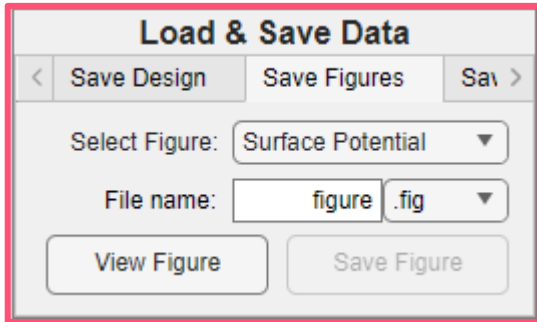 Load & Save Data
< Save Design Save Figures Sav >
Select Figure: Surface Potential
File name: figure .fig
View Figure Save Figure